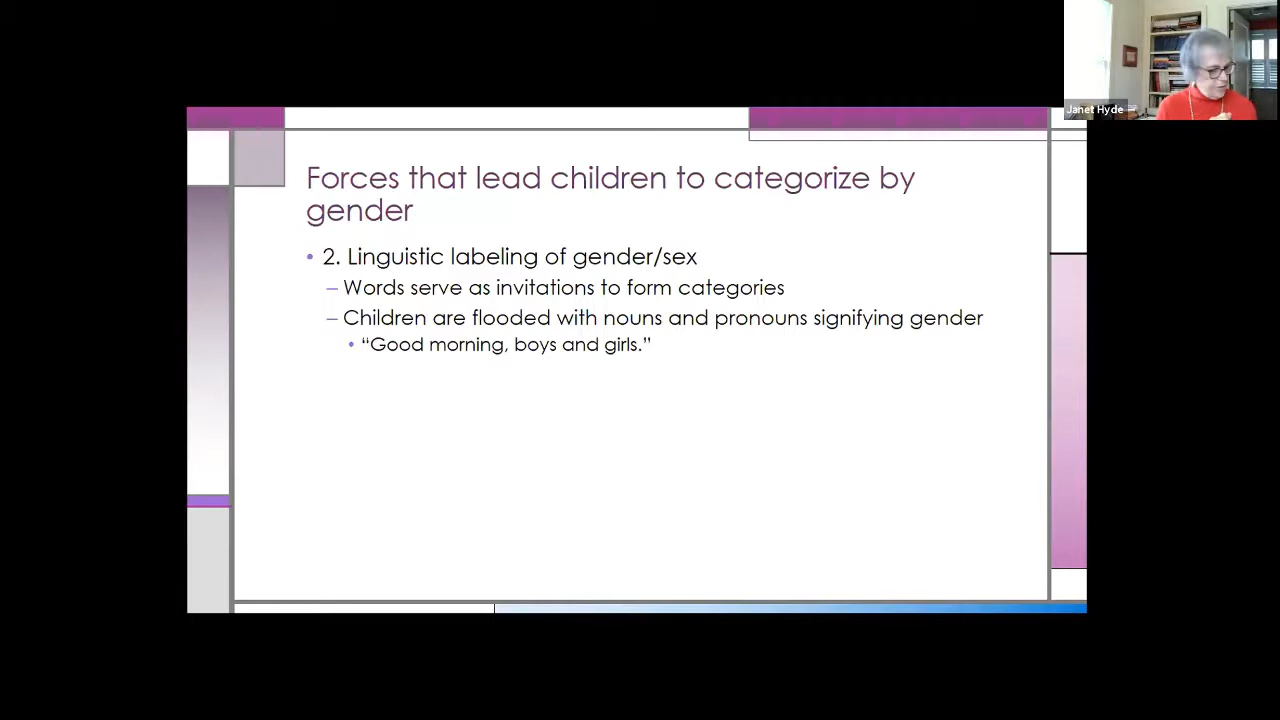 Janet Hyde
Forces that lead children to categorize by
gender
• 2. Linguistic labeling of gender/sex
– Words serve as invitations to form categories
– Children are flooded with nouns and pronouns signifying gender
• “Good morning, boys and girls.”